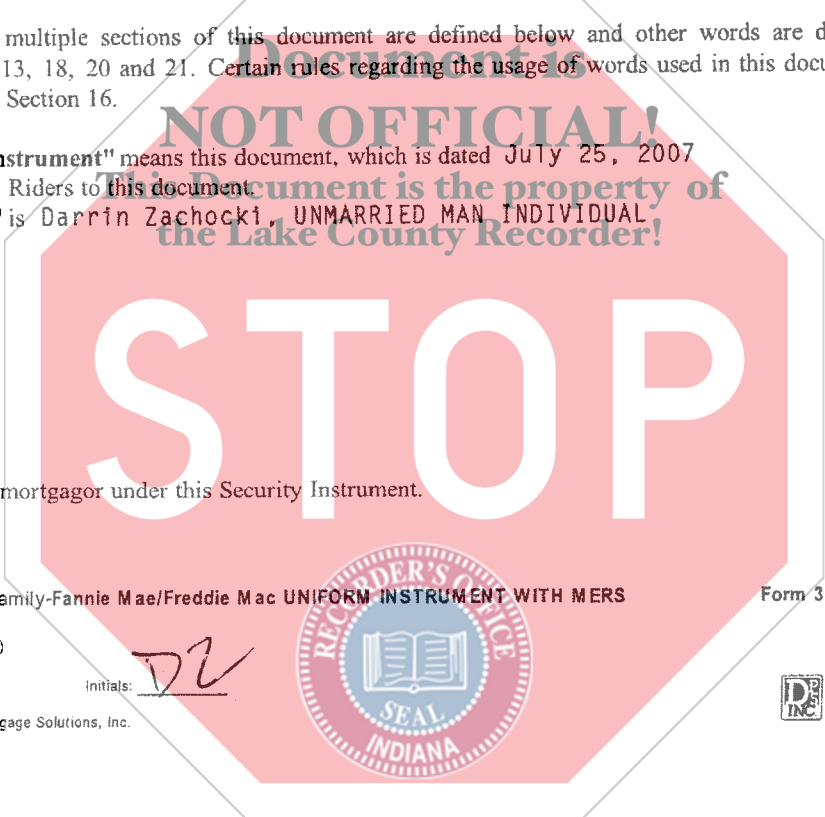 multiple sections of this document are defined below and other words are d
Document is
13, 18, 20 and 21. Certain rules regarding the usage of words used in this docu
Section 16.
NOT OFFICIAL!
nstrument" means this document, which is dated July 25, 2007
Riders to this document.
This Document is the property of
" is Darrin Zachocki, UNMARRIED MAN INDIVIDUAL
the Lake County Recorder!
STOP
mortgagor under this Security Instrument.
amily-Fannie Mae/Freddie Mac UNIFORM INSTRUMENT WITH MERS Form 3
RECORDER'S OFFICE
Initials: DZ
SEAL
INDIANA
gage Solutions, Inc.
DPS INC.